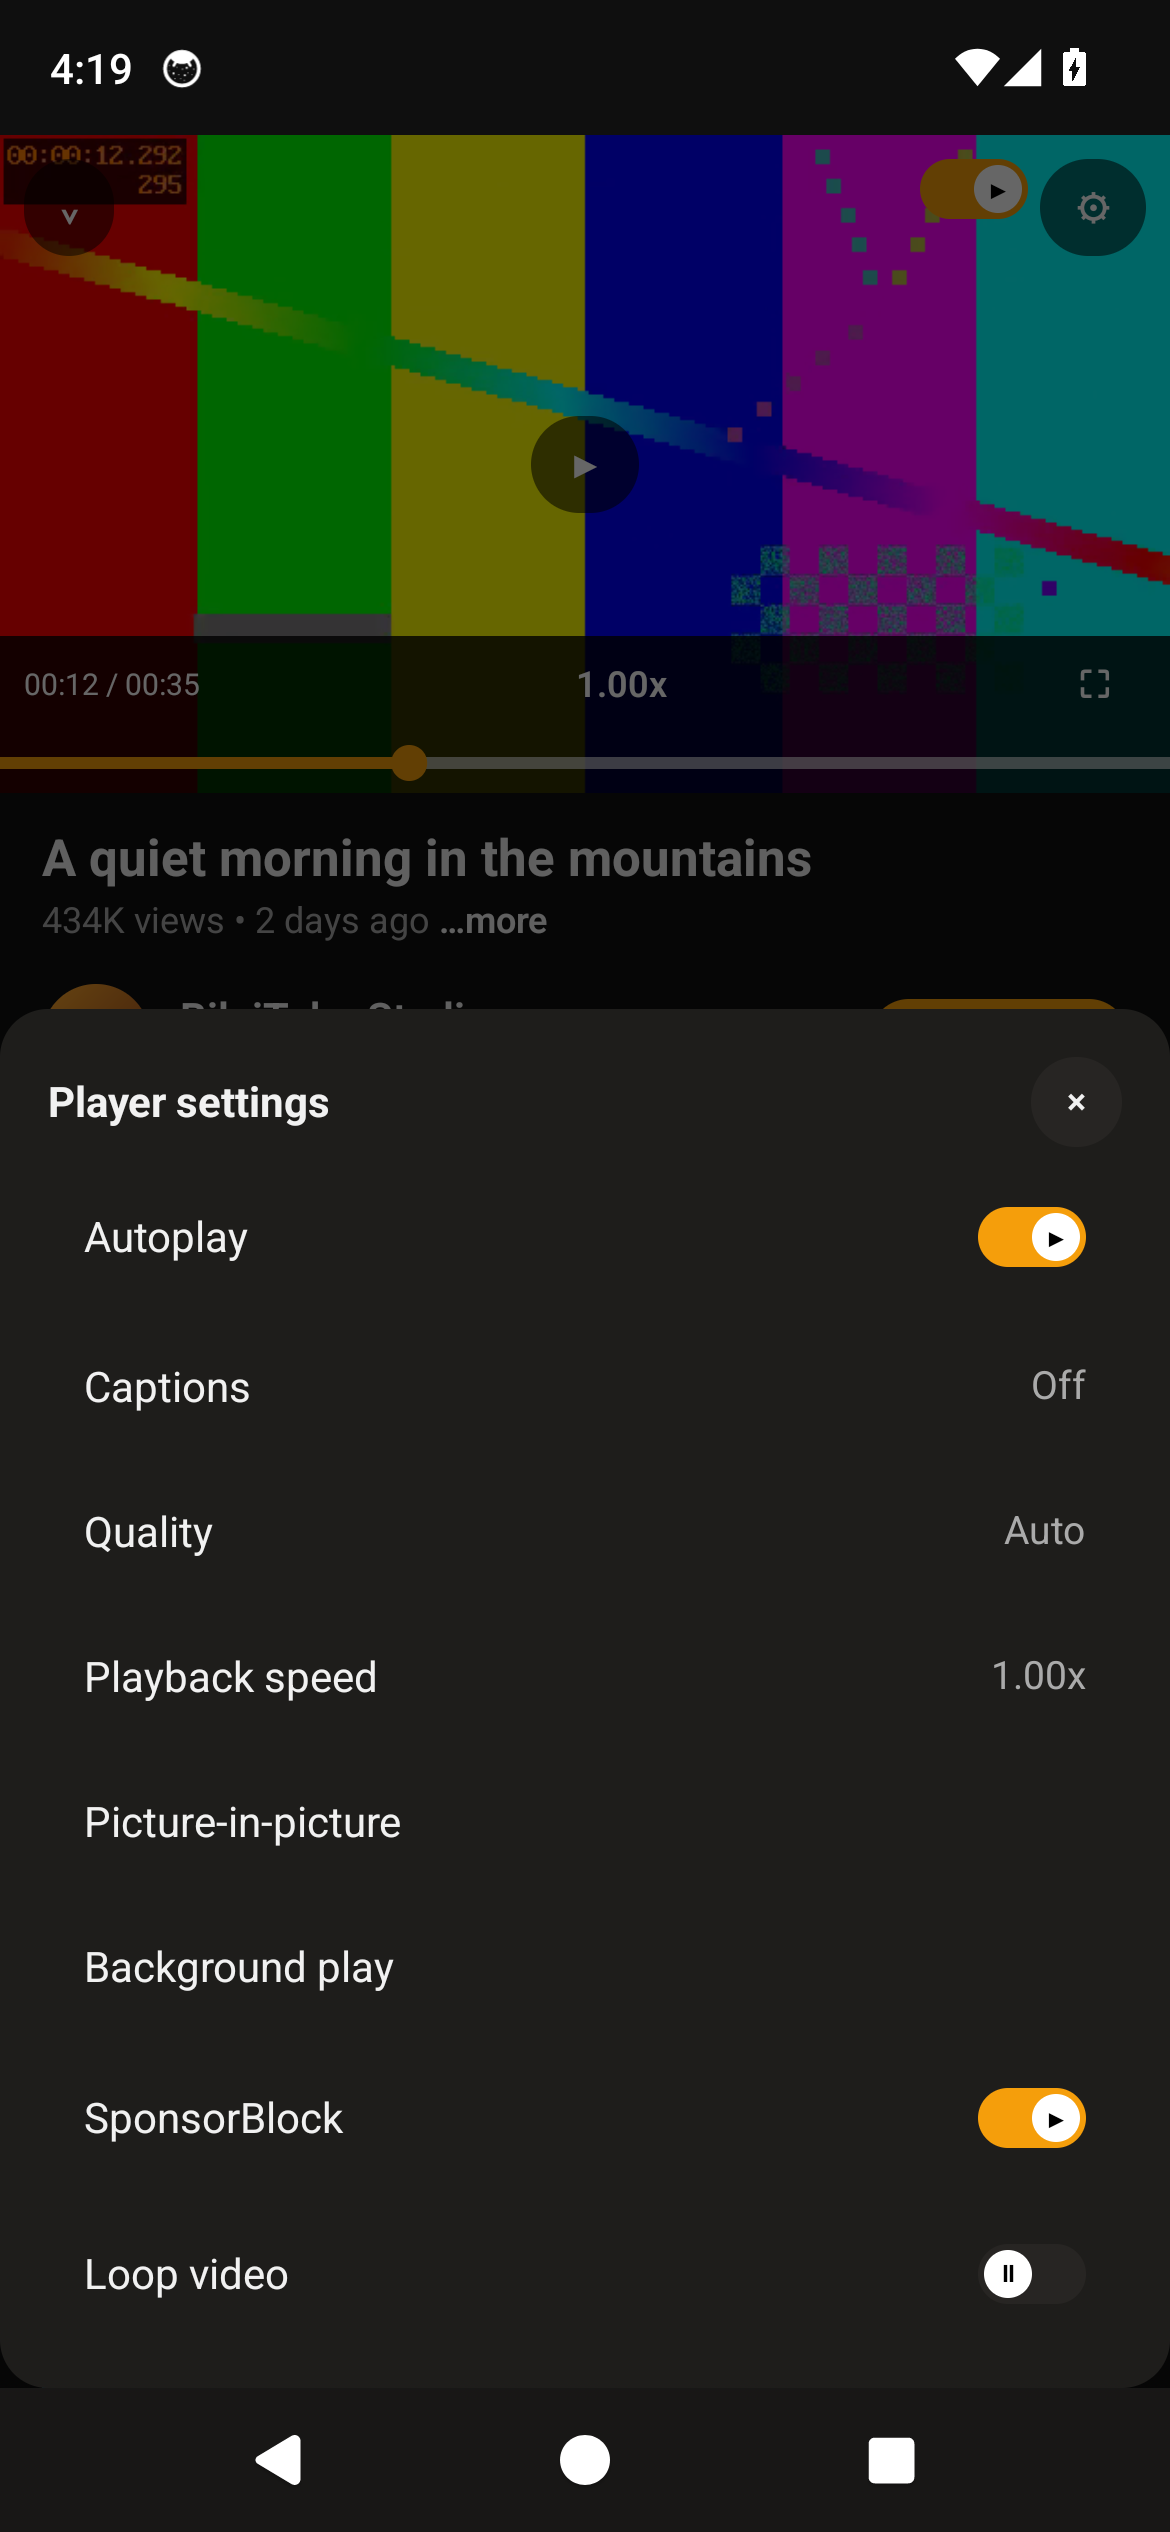 4:19
00:00:12.292
295
00:12 / 00:35
1.00x
A quiet morning in the mountains
434K views • 2 days ago ...more
Player settings
Autoplay
Captions
Off
Quality
Auto
Playback speed
1.00x
Picture-in-picture
Background play
SponsorBlock
Loop video